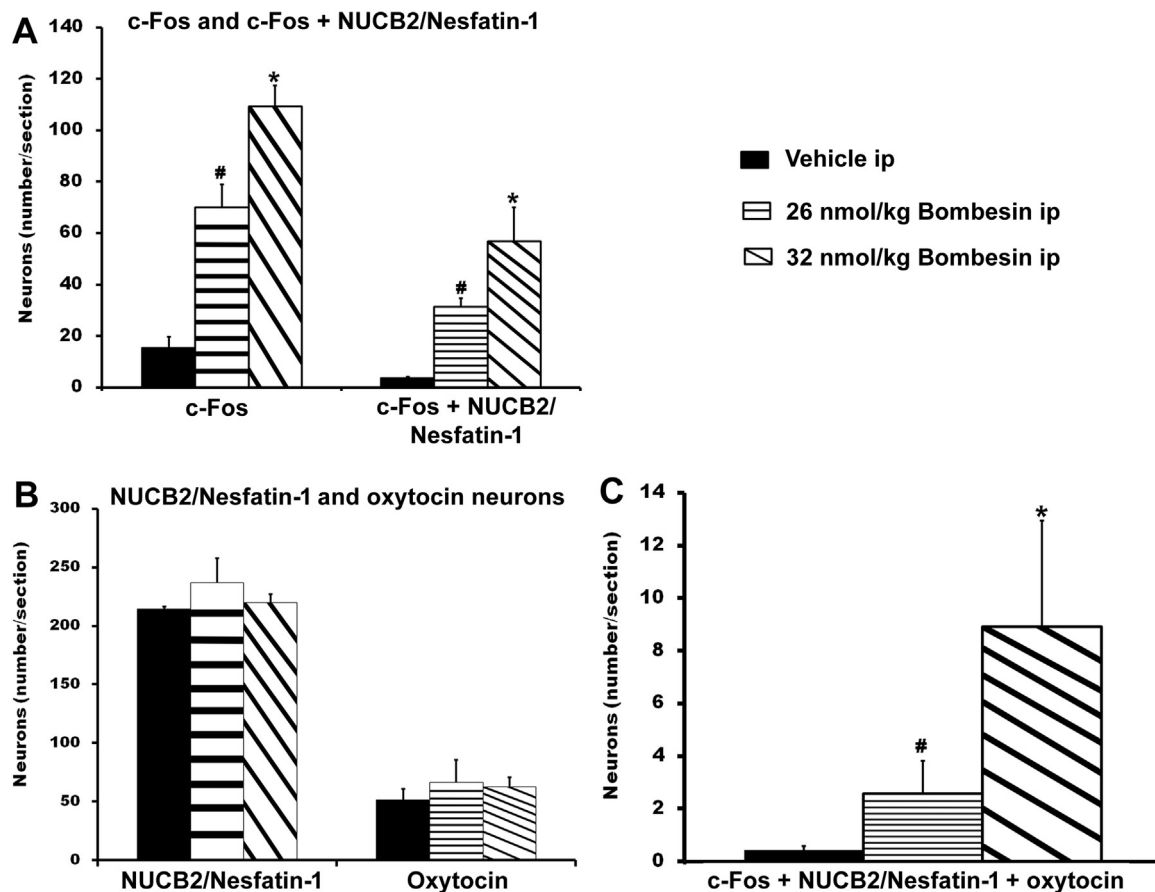 A
c-Fos and c-Fos + NUCB2/Nesfatin-1
Neurons (number/section)
140
120
100
80
60
40
20
0
#
*
#
*
c-Fos
c-Fos + NUCB2/
Nesfatin-1
Vehicle ip
26 nmol/kg Bombesin ip
32 nmol/kg Bombesin ip
B
NUCB2/Nesfatin-1 and oxytocin neurons
Neurons (number/section)
300
250
200
150
100
50
0
NUCB2/Nesfatin-1
Oxytocin
C
Neurons (number/section)
14
12
10
8
6
4
2
0
#
*
c-Fos + NUCB2/Nesfatin-1 + oxytocin